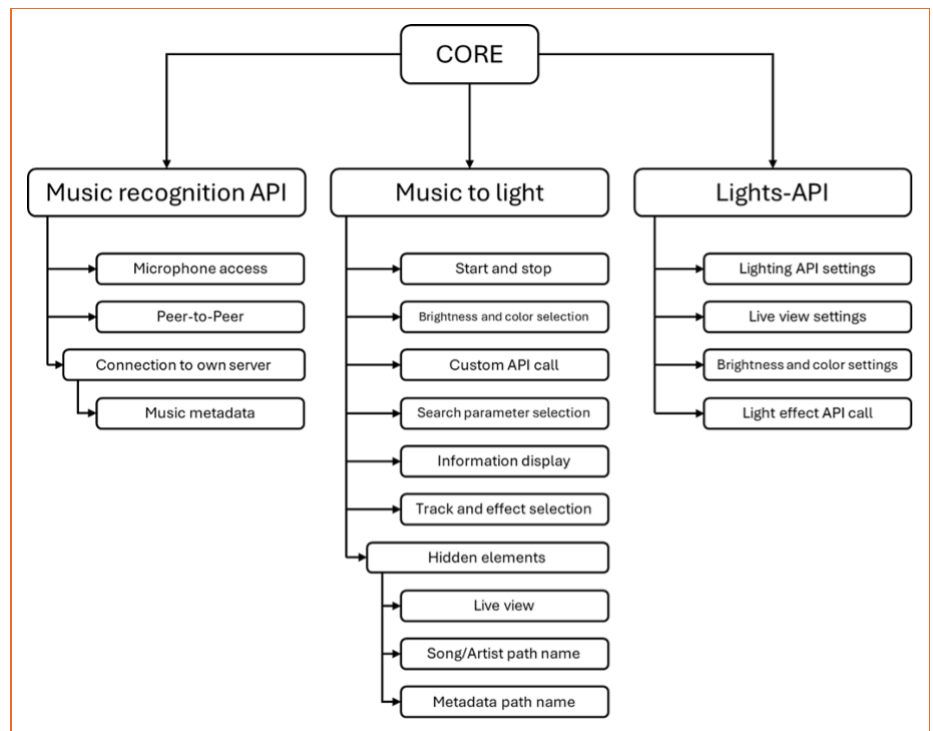 CORE
Music recognition API
Microphone access
Peer-to-Peer
Connection to own server
Music metadata
Music to light
Start and stop
Brightness and color selection
Custom API call
Search parameter selection
Information display
Track and effect selection
Hidden elements
Live view
Song/Artist path name
Metadata path name
Lights-API
Lighting API settings
Live view settings
Brightness and color settings
Light effect API call